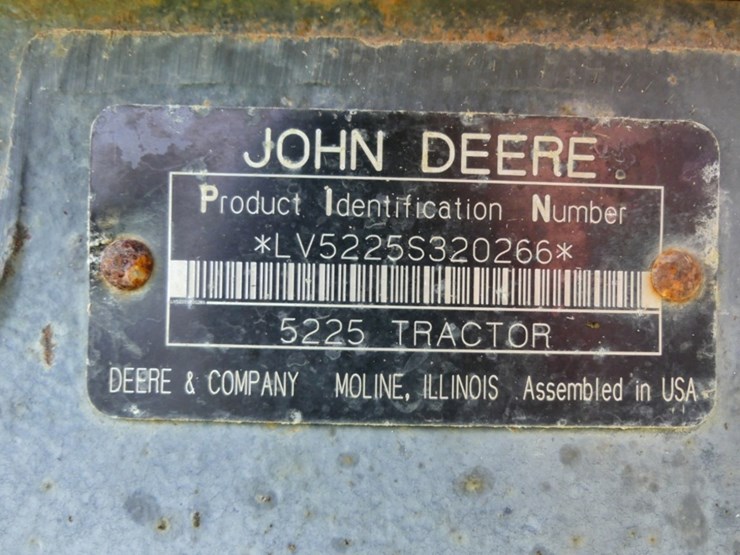 JOHN DEERE
Product Identification Number
*LV5225S320266*
5225 TRACTOR
DEERE & COMPANY MOLINE, ILLINOIS Assembled in USA